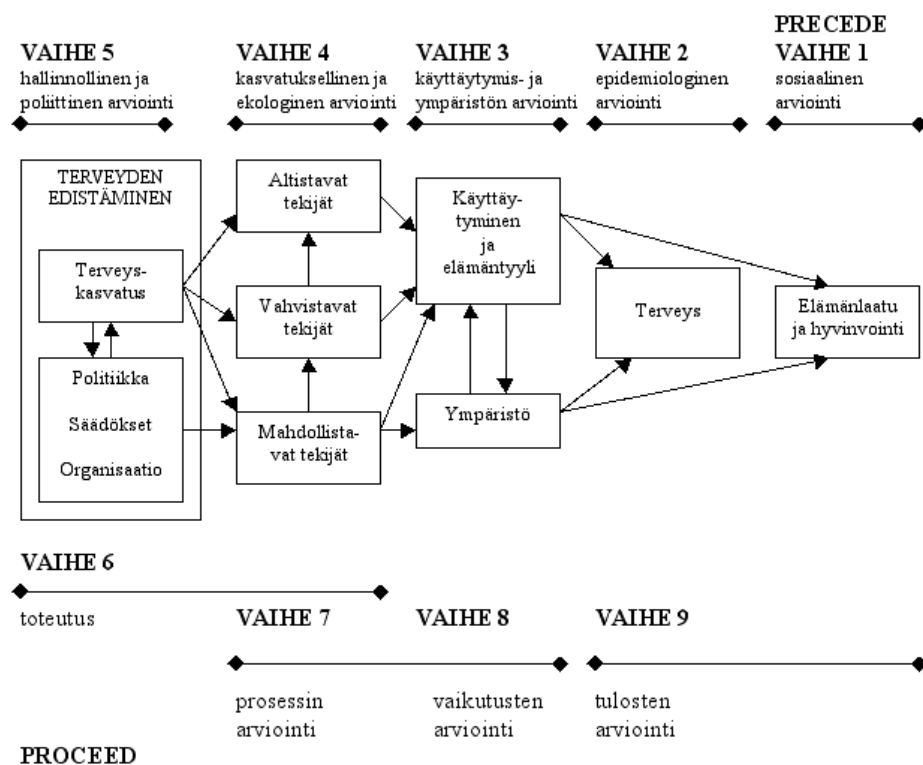 PRECEDE
VAIHE 5
hallinnollinen ja
poliittinen arviointi
VAIHE 4
kasvatuksellinen ja
ekologinen arviointi
VAIHE 3
käyttäytymis- ja
ympäristön arviointi
VAIHE 2
epidemiologinen
arviointi
VAIHE 1
sosiaalinen
arviointi
TERVEYDEN
EDISTÄMINEN
Terveys-
kasvatus
Politiikka
Säädökset
Organisaatio
Altistavat
tekijät
Vahvistavat
tekijät
Mahdollista-
vat tekijät
Käyttäy-
tyminen
ja
elämäntyyli
Ympäristö
Terveys
Elämänlaatu
ja hyvinvointi
VAIHE 6
toteutus
VAIHE 7
prosessin
arviointi
VAIHE 8
vaikutusten
arviointi
VAIHE 9
tulosten
arviointi
PROCEED